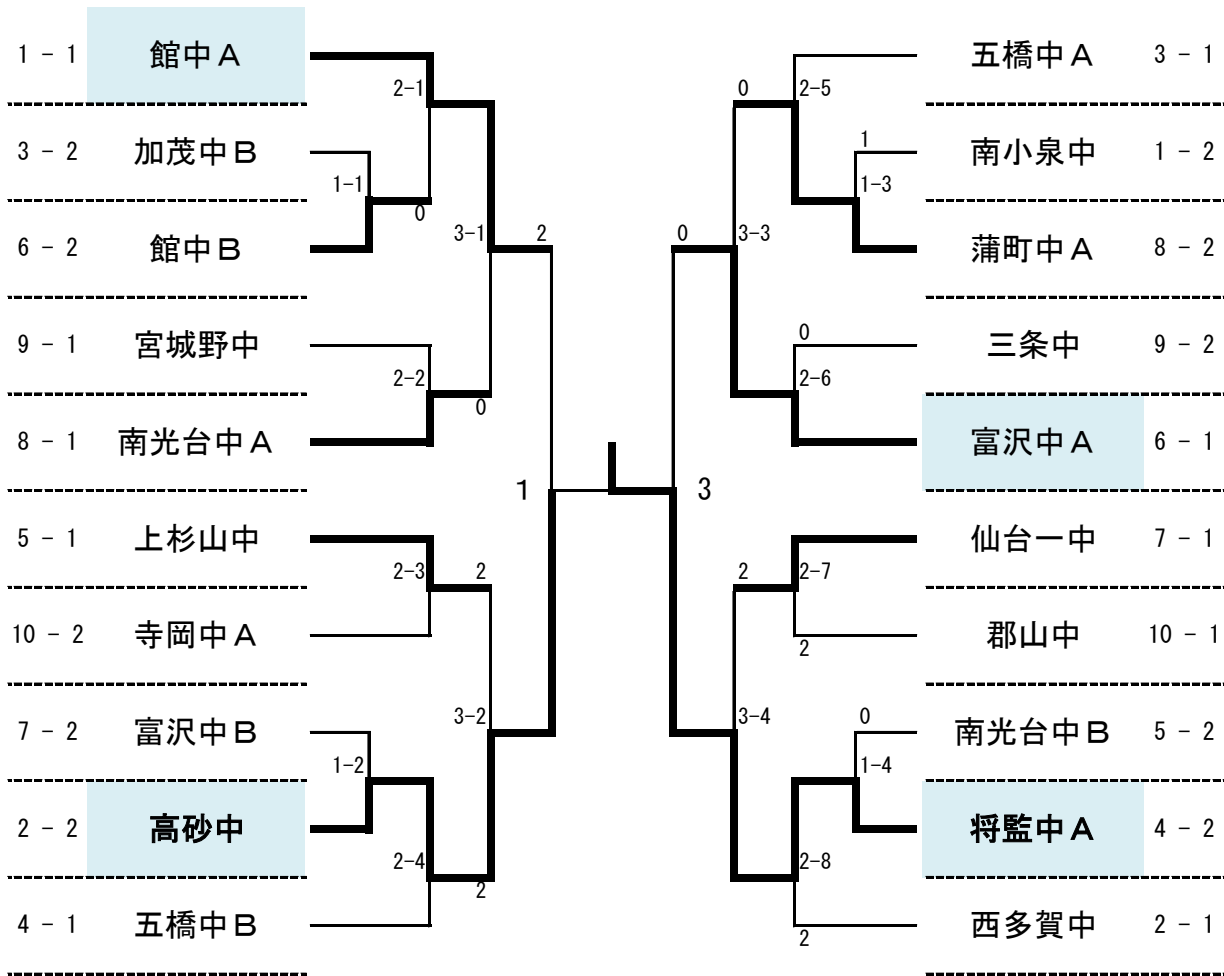 1 - 1 館中A
3 - 2 加茂中B
6 - 2 館中B
9 - 1 宮城野中
8 - 1 南光台中A
5 - 1 上杉山中
10 - 2 寺岡中A
7 - 2 富沢中B
2 - 2 高砂中
4 - 1 五橋中B
2-1
1-1
0
3-1
2
2-2
0
1
2-3
2
3-2
1-2
2-4
2
0
2-5
1
1-3
0
3-3
0
2-6
3
2
2-7
2
3-4
0
1-4
2-8
2
五橋中A 3 - 1
南小泉中 1 - 2
蒲町中A 8 - 2
三条中 9 - 2
富沢中A 6 - 1
仙台一中 7 - 1
郡山中 10 - 1
南光台中B 5 - 2
将監中A 4 - 2
西多賀中 2 - 1